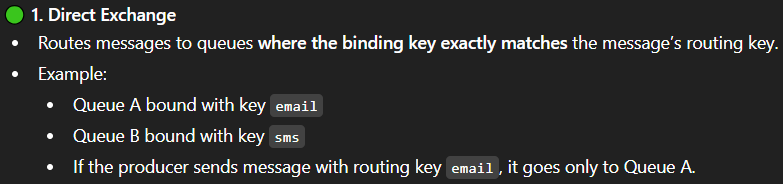 1. Direct Exchange
• Routes messages to queues where the binding key exactly matches the message's routing key.
• Example:
• Queue A bound with key email
• Queue B bound with key sms
• If the producer sends message with routing key email, it goes only to Queue A.